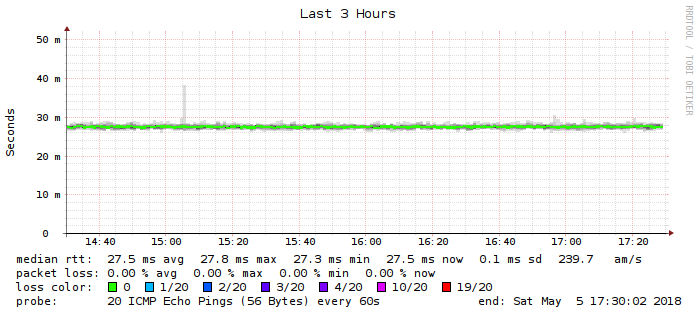 Last 3 Hours
RRDTOOL / TOBI OETIKER
Seconds
50 m
40 m
30 m
20 m
10 m
0
14:40 15:00 15:20 15:40 16:00 16:20 16:40 17:00 17:20
median rtt: 27.5 ms avg 27.8 ms max 27.3 ms min 27.5 ms now 0.1 ms sd 239.7 am/s
packet loss: 0.00 % avg 0.00 % max 0.00 % min 0.00 % now
loss color: 0 1/20 2/20 3/20 4/20 10/20 19/20
probe: 20 ICMP Echo Pings (56 Bytes) every 60s end: Sat May 5 17:30:02 2018